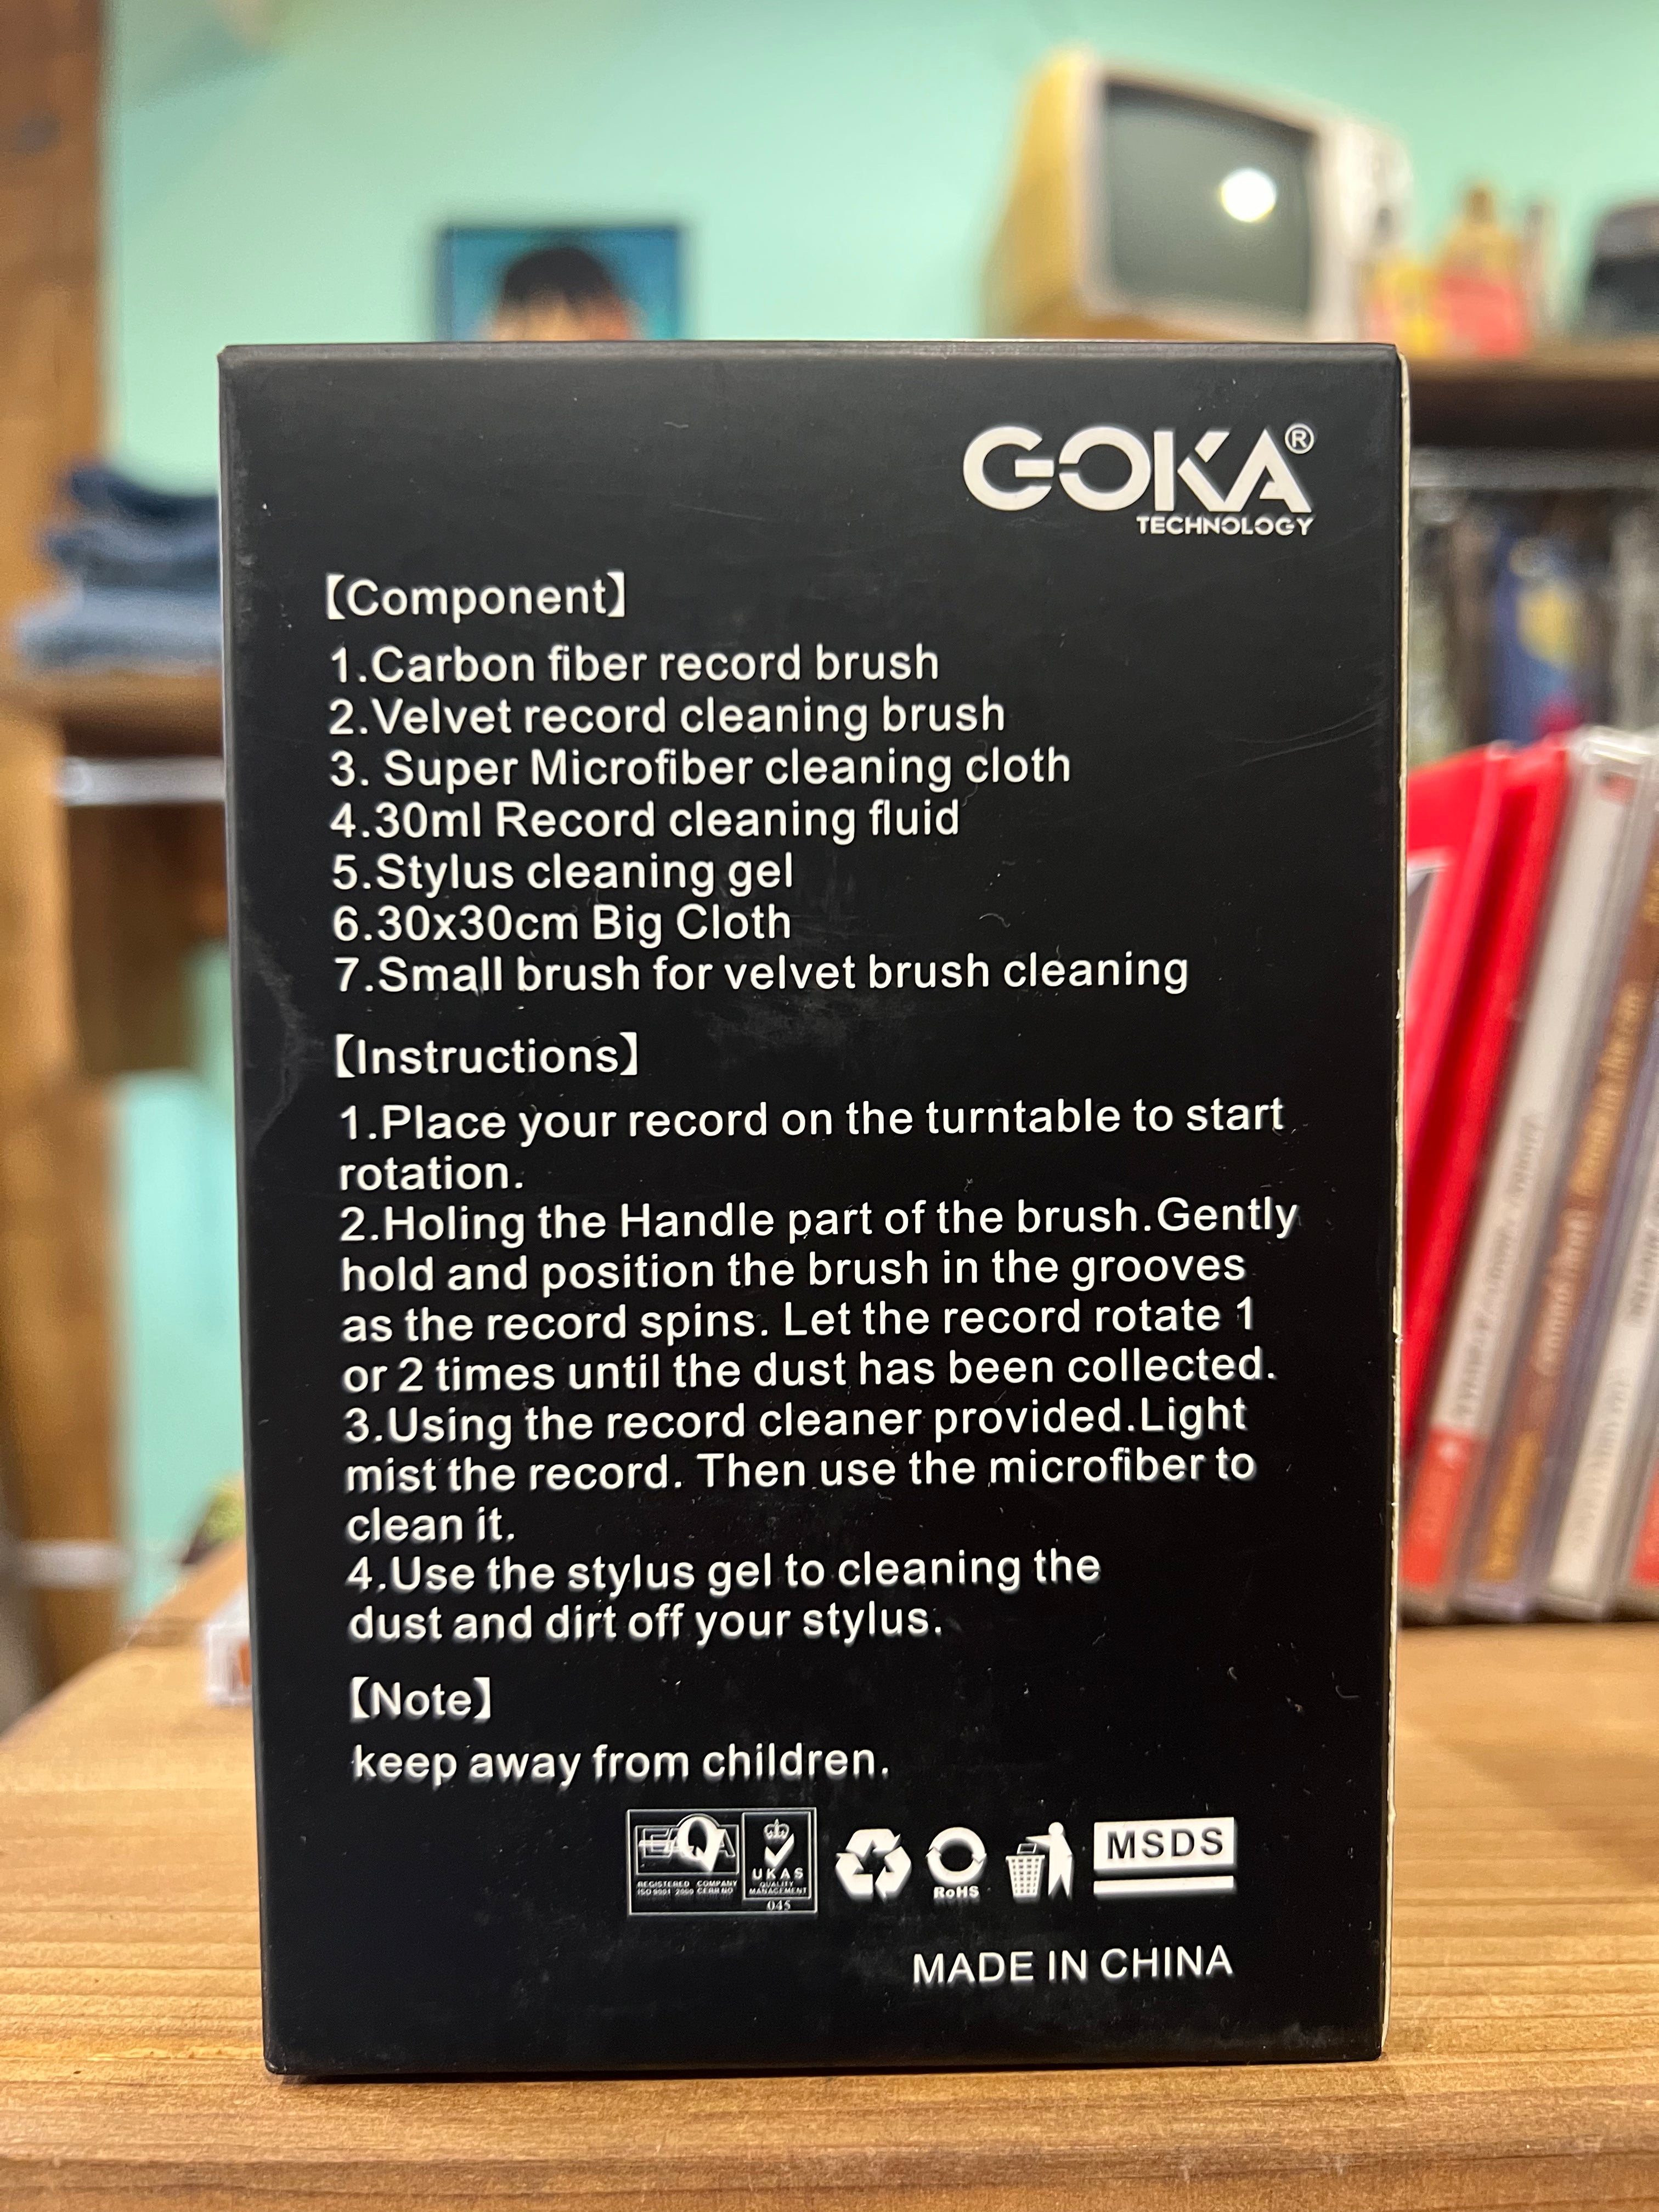 GOKA®
TECHNOLOGY
【Component】
1.Carbon fiber record brush
2.Velvet record cleaning brush
3. Super Microfiber cleaning cloth
4.30ml Record cleaning fluid
5.Stylus cleaning gel
6.30x30cm Big Cloth
7.Small brush for velvet brush cleaning
【Instructions】
1.Place your record on the turntable to start
rotation.
2.Holing the Handle part of the brush.Gently
hold and position the brush in the grooves
as the record spins. Let the record rotate 1
or 2 times until the dust has been collected.
3.Using the record cleaner provided.Light
mist the record. Then use the microfiber to
clean it.
4.Use the stylus gel to cleaning the
dust and dirt off your stylus.
【Note】
keep away from children.
UKAS
QUALITY
MANAGEMENT
045
REGISTERED COMPANY
RoHS
MSDS
MADE IN CHINA